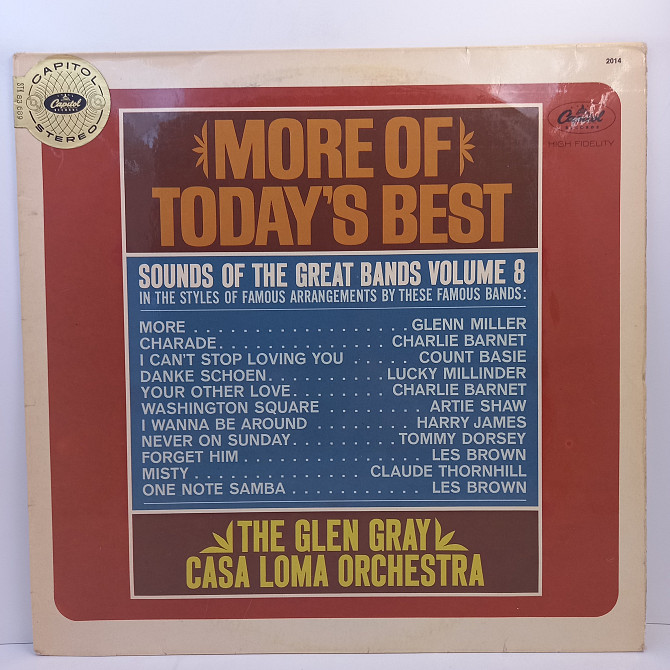 2014
CAPITOL
Capitol
RECORDS
STEREO
Capitol
RECORDS
HIGH FIDELITY
MORE OF
TODAY'S BEST
SOUNDS OF THE GREAT BANDS VOLUME 8
IN THE STYLES OF FAMOUS ARRANGEMENTS BY THESE FAMOUS BANDS:
MORE . . . . . . . . . . . . . . . . . . . . GLENN MILLER
CHARADE. . . . . . . . . . . . . . . . . CHARLIE BARNET
I CAN'T STOP LOVING YOU . . . . . COUNT BASIE
DANKE SCHOEN. . . . . . . . . . . . LUCKY MILLINDER
YOUR OTHER LOVE. . . . . . . . . . CHARLIE BARNET
WASHINGTON SQUARE . . . . . . . . . . ARTIE SHAW
I WANNA BE AROUND . . . . . . . . . . HARRY JAMES
NEVER ON SUNDAY. . . . . . . . . . TOMMY DORSEY
FORGET HIM . . . . . . . . . . . . . . . . . . LES BROWN
MISTY. . . . . . . . . . . . . . . . . CLAUDE THORNHILL
ONE NOTE SAMBA . . . . . . . . . . . . . LES BROWN
THE GLEN GRAY
CASA LOMA ORCHESTRA